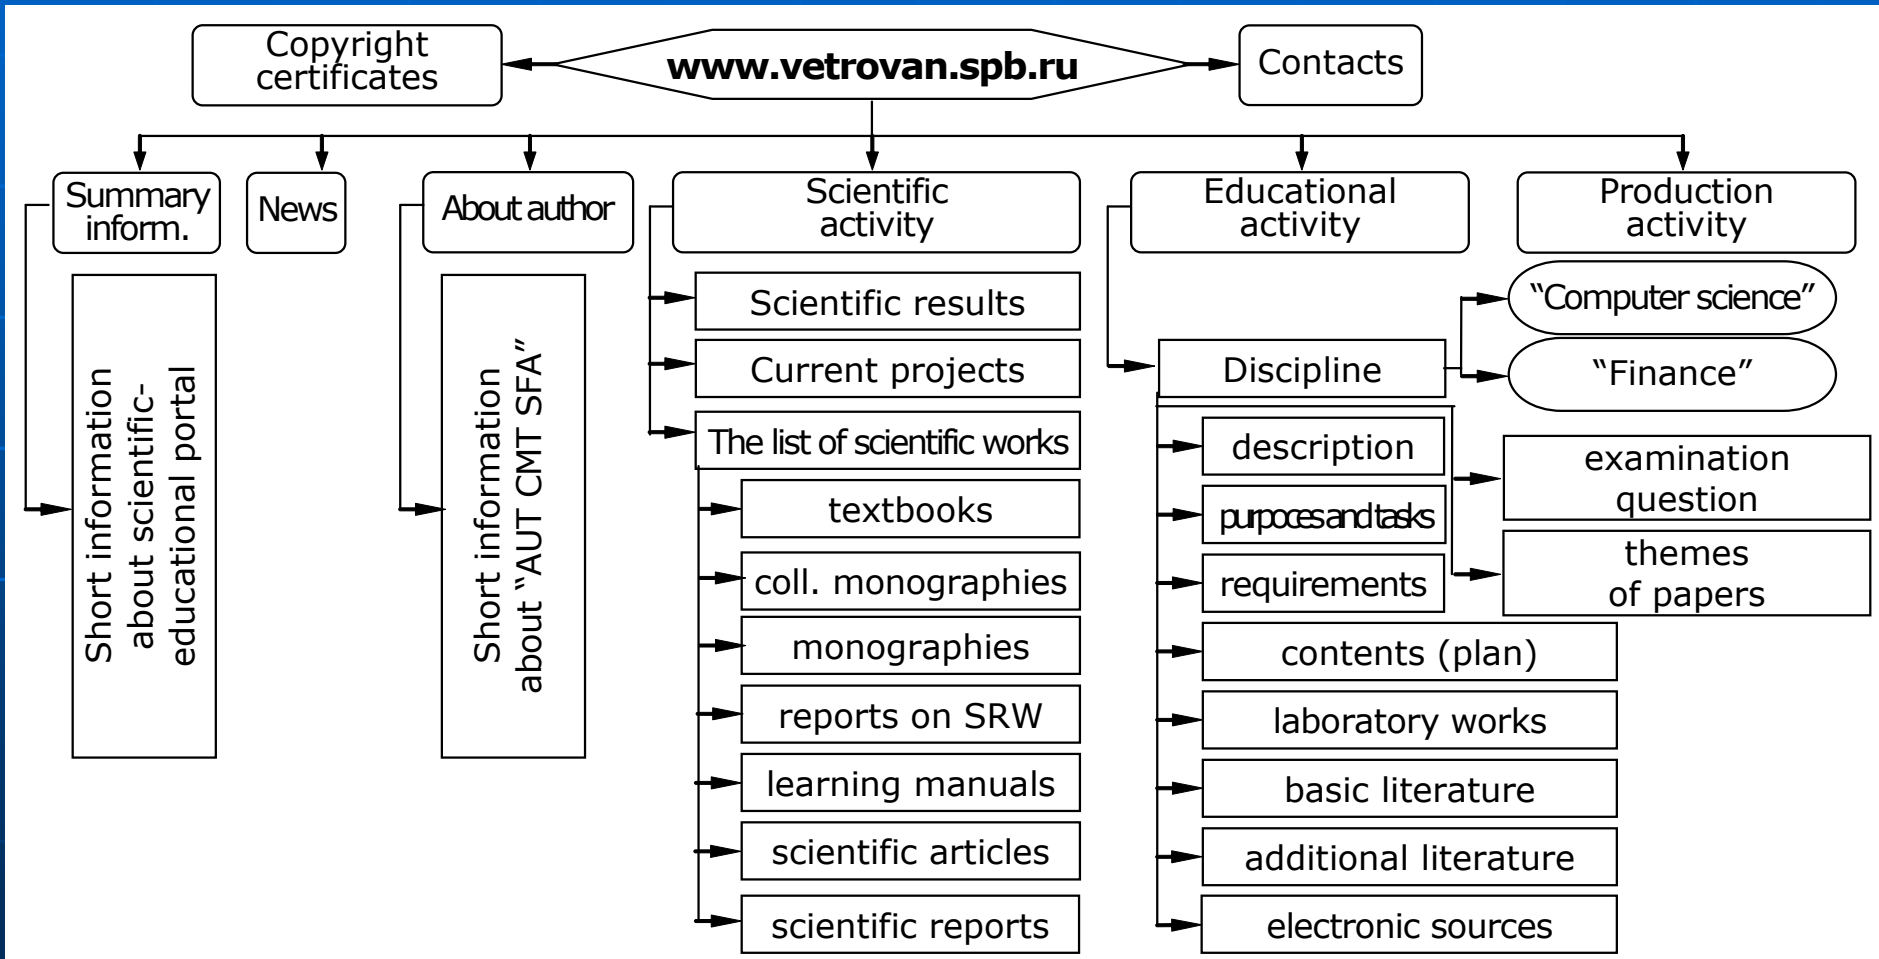 Copyright
certificates
www.vetrovan.spb.ru
Contacts
Summary
inform.
News
About author
Scientific
activity
Educational
activity
Production
activity
Short information
about scientific-
educational portal
Short information
about “AUT CMT SFA”
Scientific results
Current projects
The list of scientific works
textbooks
coll. monographies
monographies
reports on SRW
learning manuals
scientific articles
scientific reports
Discipline
“Computer science”
“Finance”
description
purpoces and tasks
requirements
contents (plan)
laboratory works
basic literature
additional literature
electronic sources
examination
question
themes
of papers